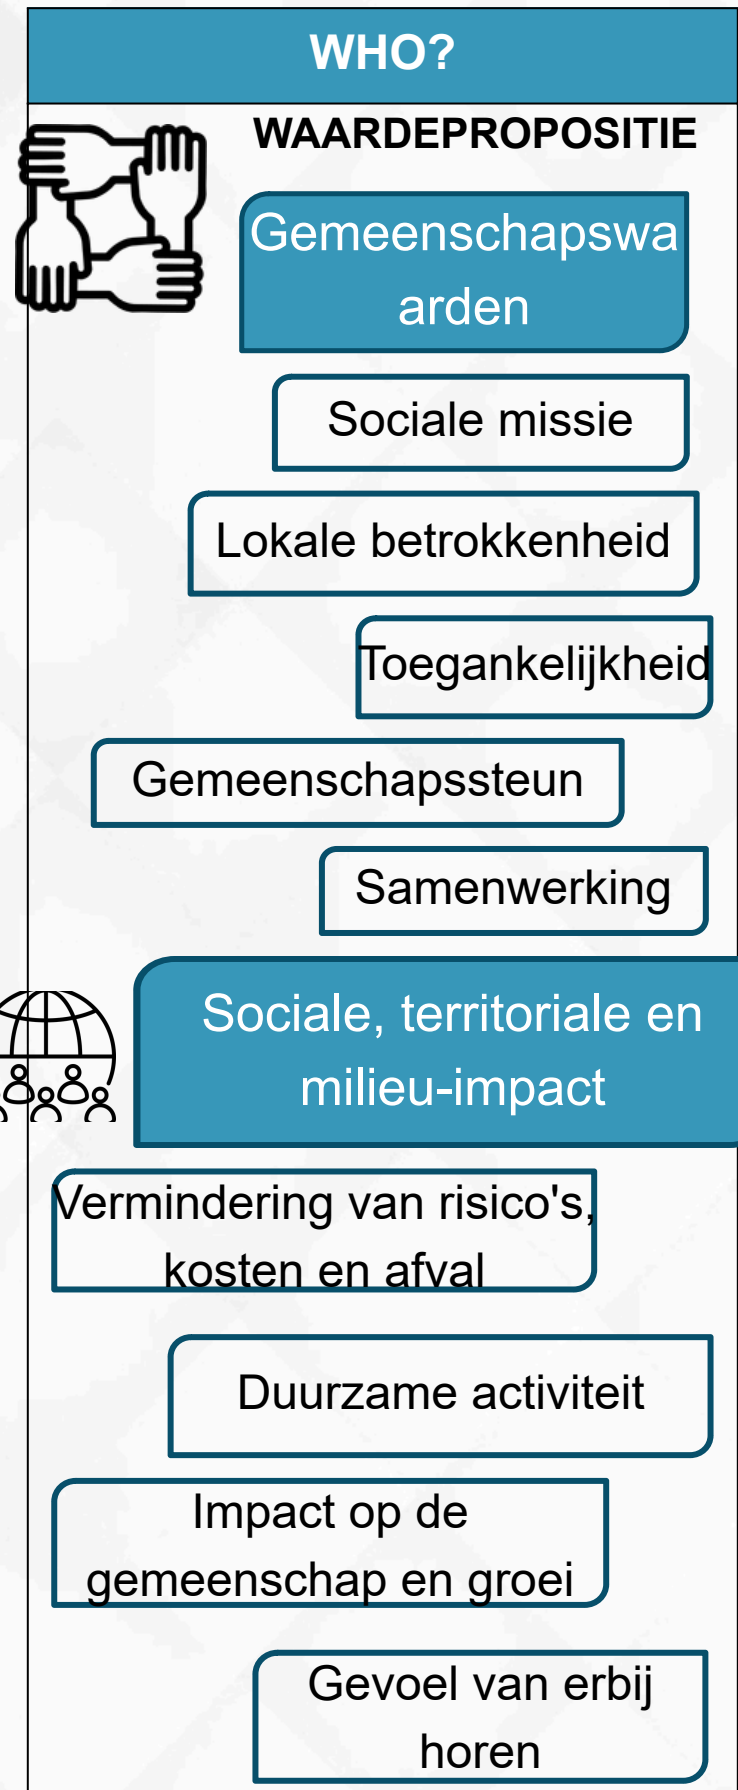 WHO?
WAARDEPROPOSITIE
Gemeenschapswa
arden
Sociale missie
Lokale betrokkenheid
Toegankelijkheid
Gemeenschapssteun
Samenwerking
Sociale, territoriale en
milieu-impact
Vermindering van risico's,
kosten en afval
Duurzame activiteit
Impact op de
gemeenschap en groei
Gevoel van erbij
horen